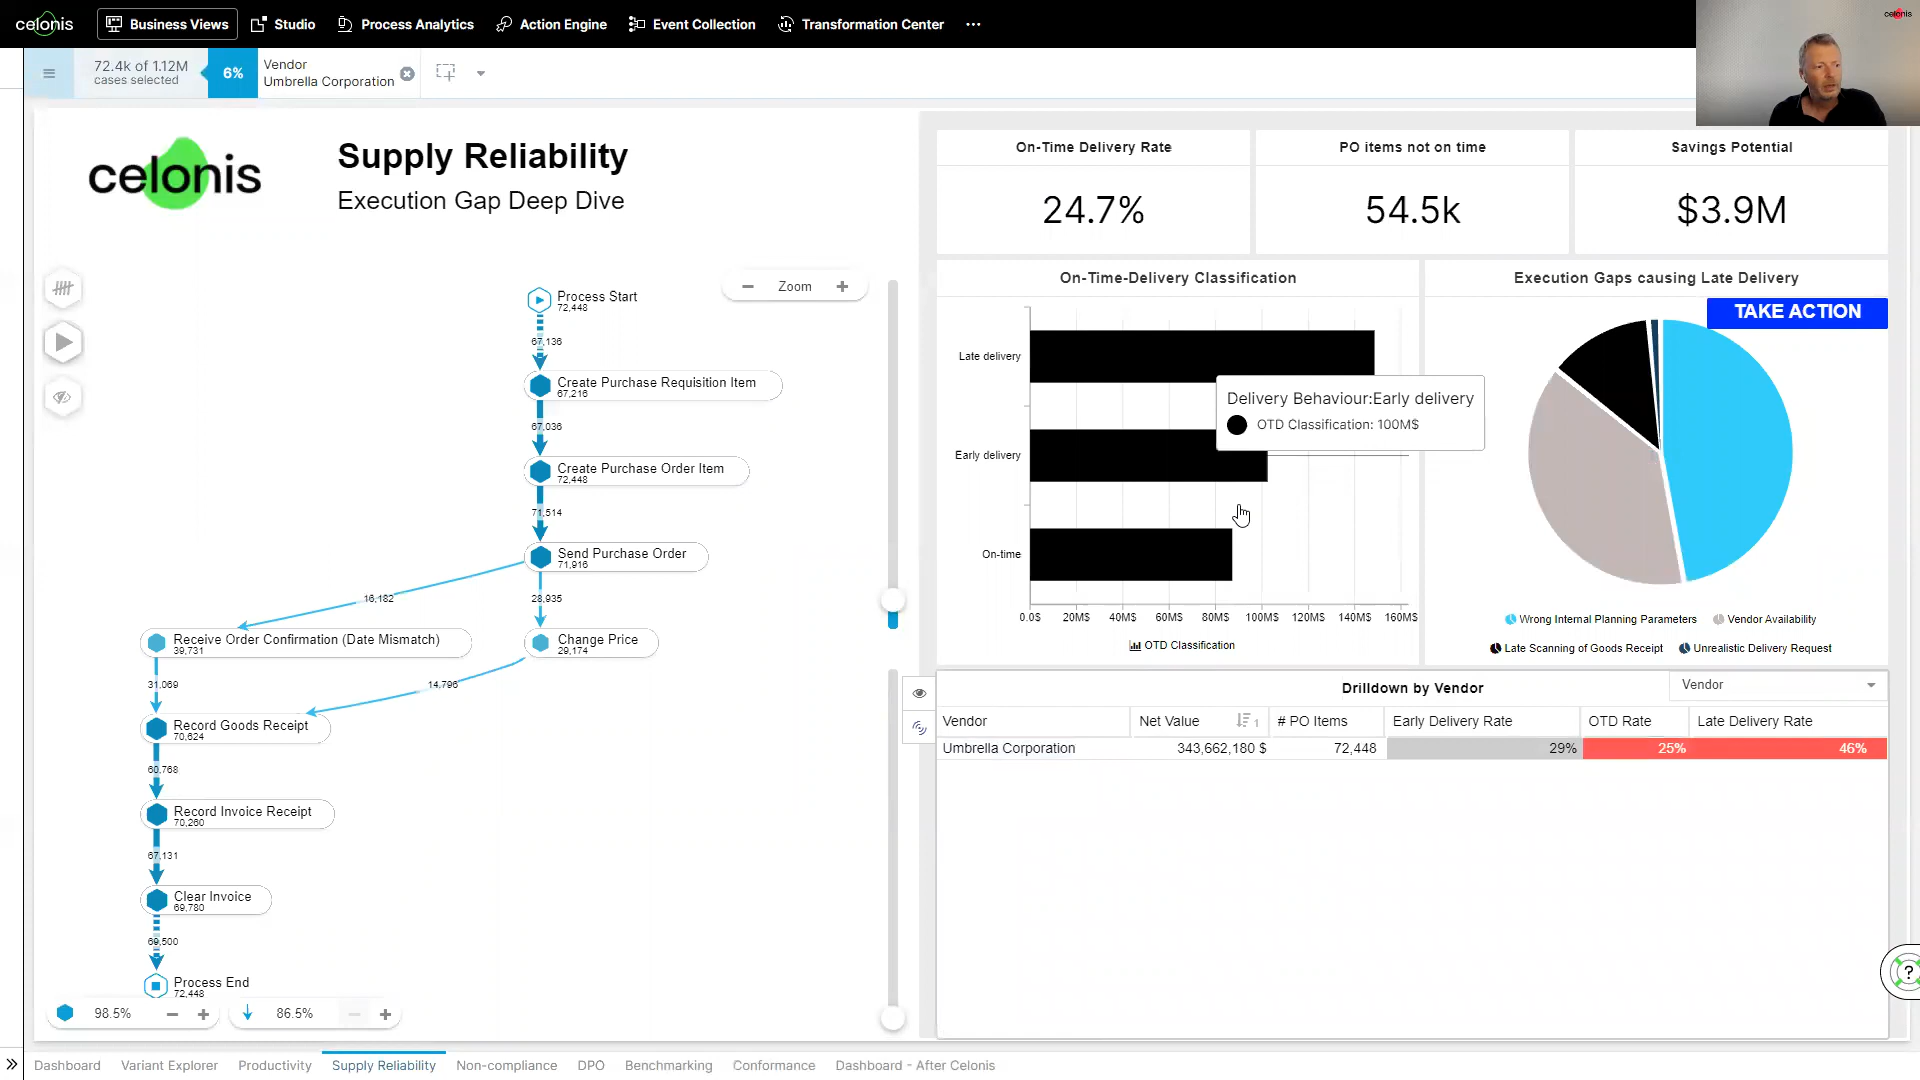 celonis
Business Views
Studio
Process Analytics
Action Engine
Event Collection
Transformation Center
celonis
72.4k of 1.12M
cases selected
6%
Vendor
Umbrella Corporation
celonis
Supply Reliability
Execution Gap Deep Dive
Zoom
Process Start
72,448
67,136
Create Purchase Requisition Item
67,216
67,036
Create Purchase Order Item
72,448
71,514
Send Purchase Order
71,916
16,182
28,935
Receive Order Confirmation (Date Mismatch)
39,731
Change Price
29,174
31,069
14,796
Record Goods Receipt
70,624
60,768
Record Invoice Receipt
70,260
67,131
Clear Invoice
69,780
69,500
Process End
72,448
98.5%
86.5%
On-Time Delivery Rate
24.7%
PO items not on time
54.5k
Savings Potential
$3.9M
On-Time-Delivery Classification
Late delivery
Early delivery
On-time
Delivery Behaviour:Early delivery
OTD Classification: 100M$
0.0$ 20M$ 40M$ 60M$ 80M$ 100M$ 120M$ 140M$ 160M$
OTD Classification
Execution Gaps causing Late Delivery
TAKE ACTION
Wrong Internal Planning Parameters
Vendor Availability
Late Scanning of Goods Receipt
Unrealistic Delivery Request
Drilldown by Vendor
Vendor
Vendor Net Value 1 # PO Items Early Delivery Rate OTD Rate Late Delivery Rate
Umbrella Corporation 343,662,180 $ 72,448 29% 25% 46%
?
Dashboard
Variant Explorer
Productivity
Supply Reliability
Non-compliance
DPO
Benchmarking
Conformance
Dashboard - After Celonis